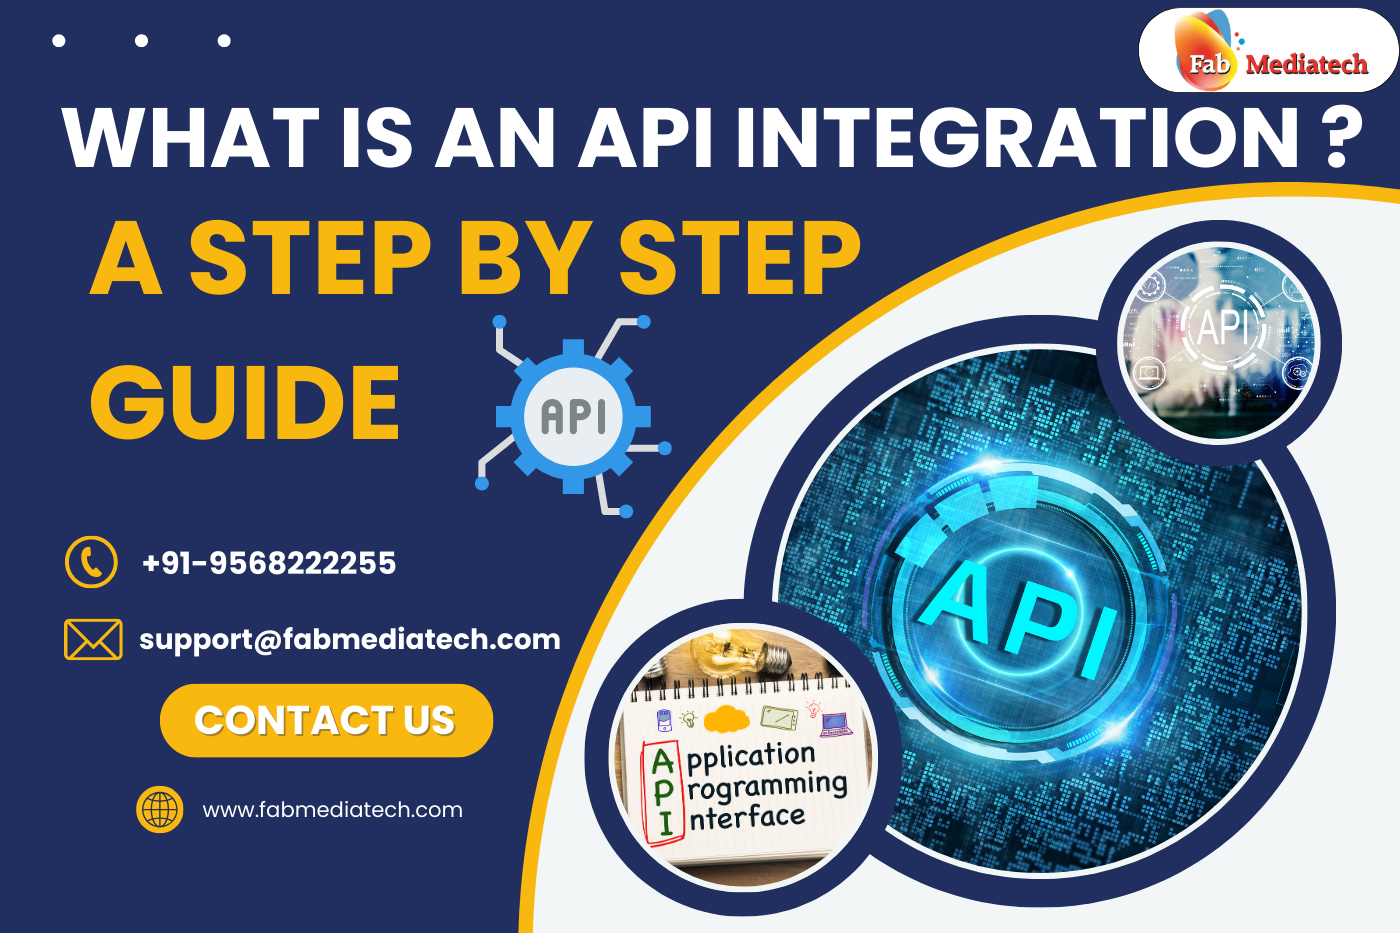 Fab Mediatech
WHAT IS AN API INTEGRATION ?
A STEP BY STEP
GUIDE
API
API
API
+91-9568222255
support@fabmediatech.com
CONTACT US
www.fabmediatech.com
Application
Programming
Interface